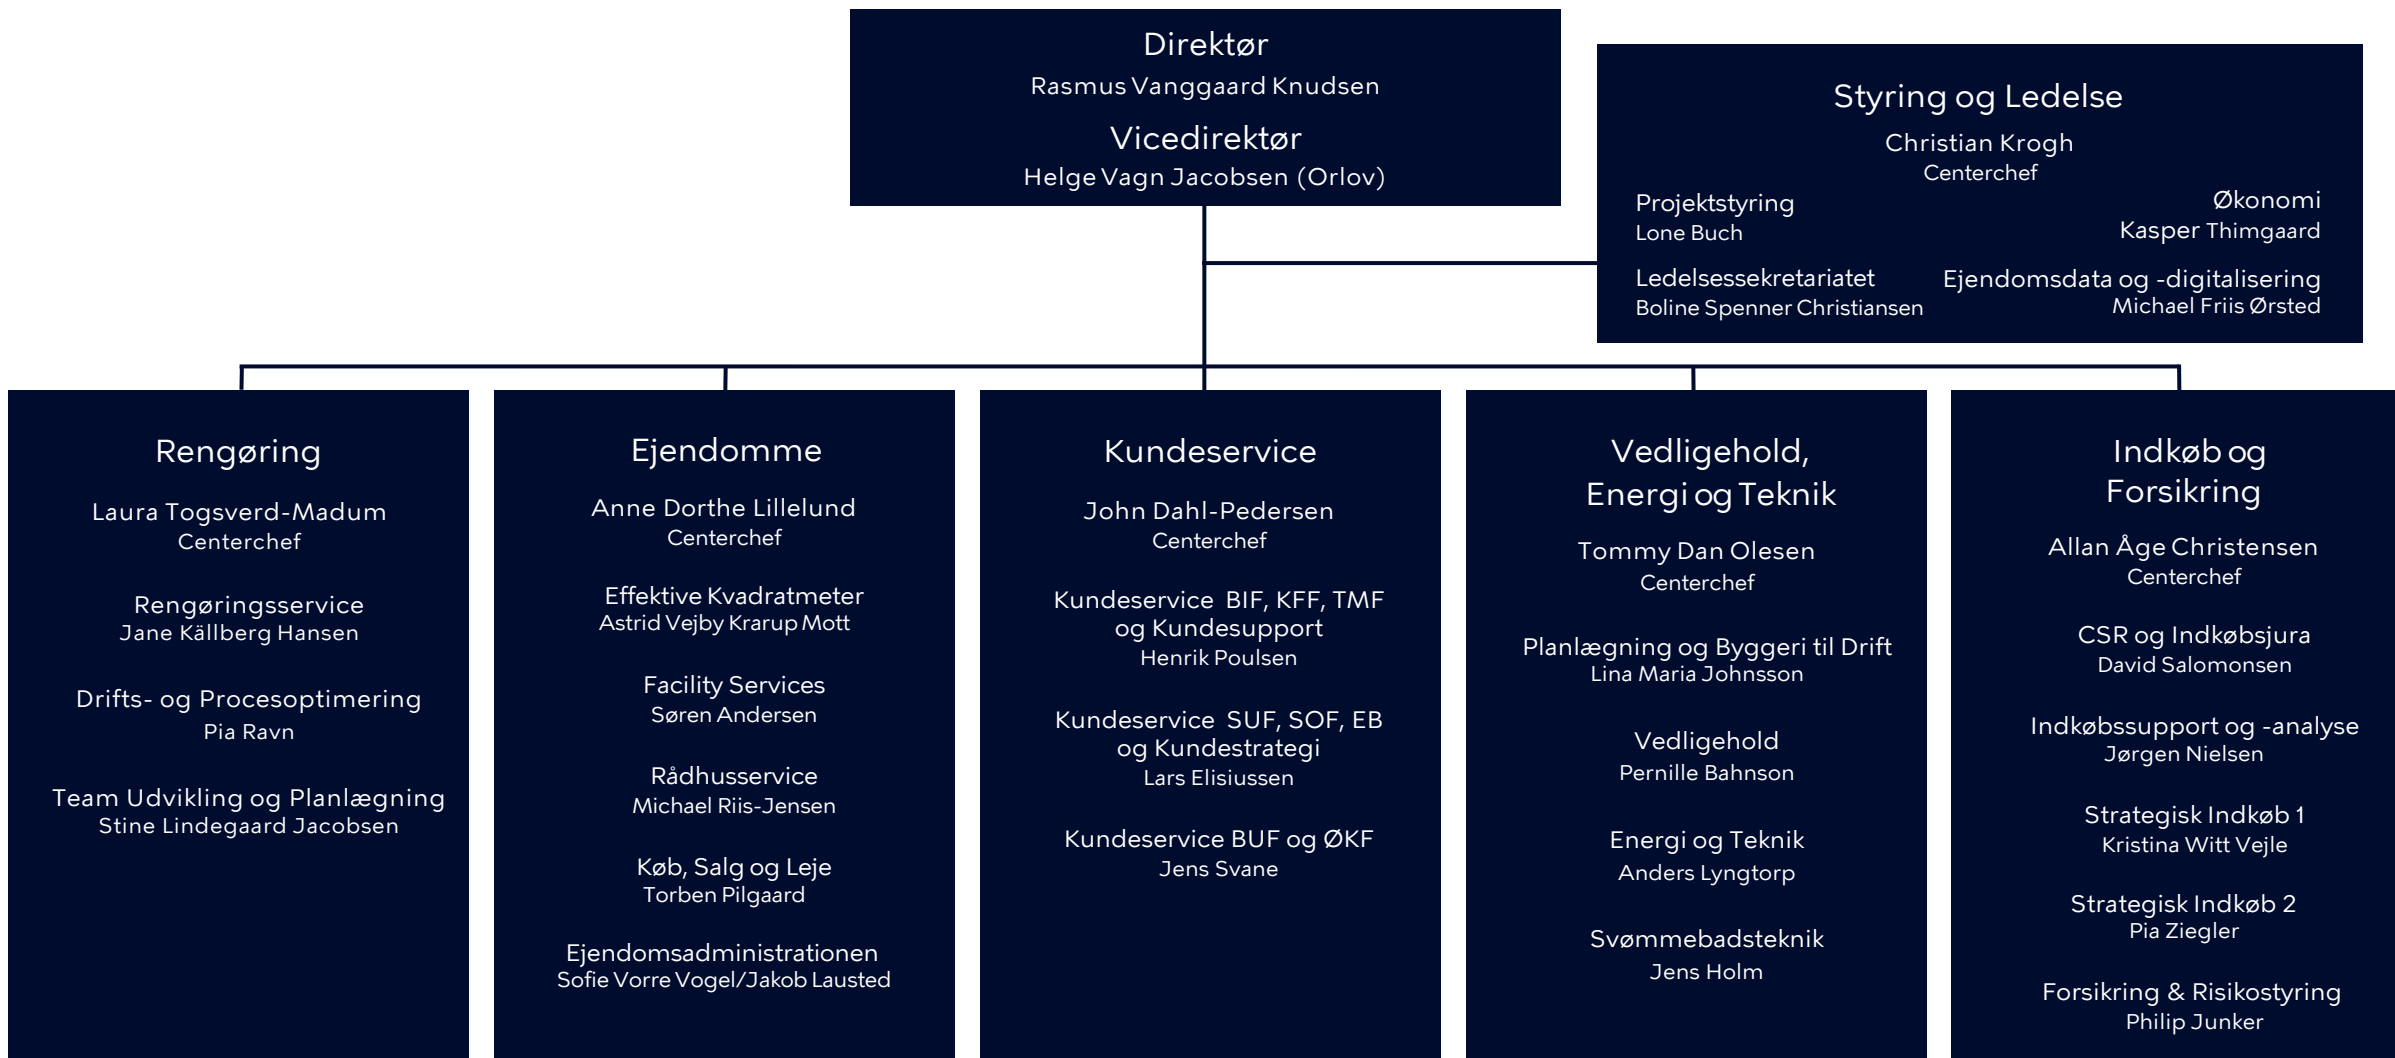 Direktør
Rasmus Vanggaard Knudsen
Vicedirektør
Helge Vagn Jacobsen (Orlov)
Styring og Ledelse
Christian Krogh
Centerchef
Projektstyring
Lone Buch
Økonomi
Kasper Thimgaard
Ledelsessekretariatet
Boline Spenner Christiansen
Ejendomsdata og -digitalisering
Michael Friis Ørsted
Rengøring
Laura Togsverd-Madum
Centerchef
Rengøringsservice
Jane Källberg Hansen
Drifts- og Procesoptimering
Pia Ravn
Team Udvikling og Planlægning
Stine Lindegaard Jacobsen
Ejendomme
Anne Dorthe Lillelund
Centerchef
Effektive Kvadratmeter
Astrid Vejby Krarup Mott
Facility Services
Søren Andersen
Rådhusservice
Michael Riis-Jensen
Køb, Salg og Leje
Torben Pilgaard
Ejendomsadministrationen
Sofie Vorre Vogel/Jakob Lausted
Kundeservice
John Dahl-Pedersen
Centerchef
Kundeservice BIF, KFF, TMF
og Kundesupport
Henrik Poulsen
Kundeservice SUF, SOF, EB
og Kundestrategi
Lars Elisiussen
Kundeservice BUF og ØKF
Jens Svane
Vedligehold,
Energi og Teknik
Tommy Dan Olesen
Centerchef
Planlægning og Byggeri til Drift
Lina Maria Johnsson
Vedligehold
Pernille Bahnson
Energi og Teknik
Anders Lyngtorp
Svømmebadsteknik
Jens Holm
Indkøb og
Forsikring
Allan Åge Christensen
Centerchef
CSR og Indkøbsjura
David Salomonsen
Indkøbssupport og -analyse
Jørgen Nielsen
Strategisk Indkøb 1
Kristina Witt Vejle
Strategisk Indkøb 2
Pia Ziegler
Forsikring & Risikostyring
Philip Junker